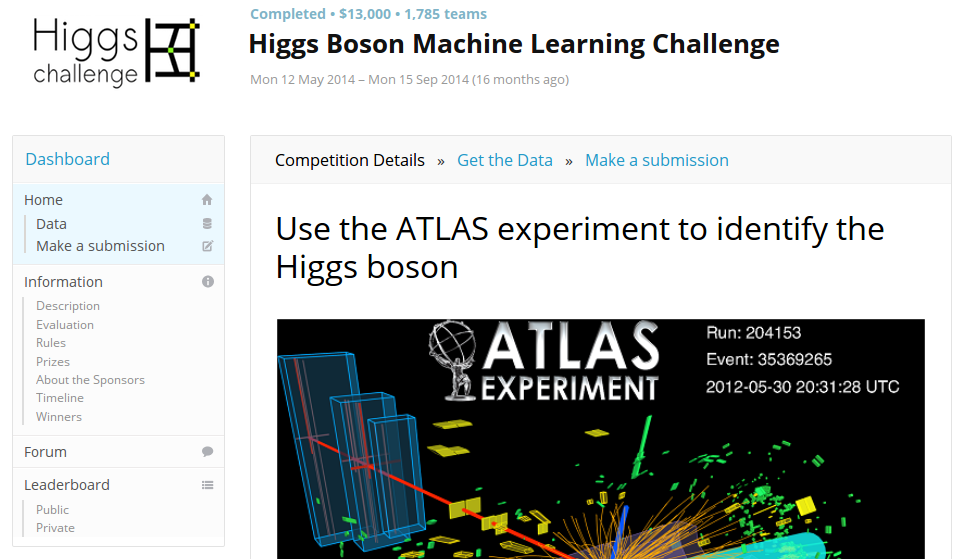 Higgs
challenge
Completed • $13,000 • 1,785 teams
Higgs Boson Machine Learning Challenge
Mon 12 May 2014 – Mon 15 Sep 2014 (16 months ago)
Dashboard
Home
Data
Make a submission
Information
Description
Evaluation
Rules
Prizes
About the Sponsors
Timeline
Winners
Forum
Leaderboard
Public
Private
Competition Details » Get the Data » Make a submission
Use the ATLAS experiment to identify the
Higgs boson
ATLAS
EXPERIMENT
Run: 204153
Event: 35369265
2012-05-30 20:31:28 UTC